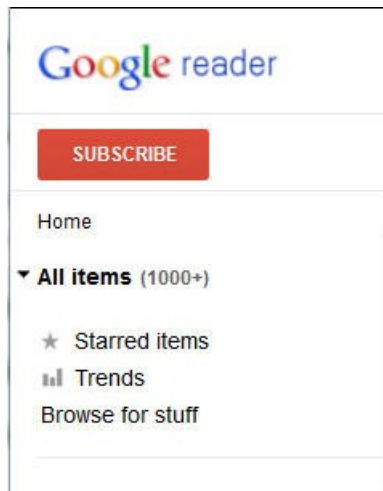 Google reader
SUBSCRIBE
Home
All items (1000+)
Starred items
Trends
Browse for stuff